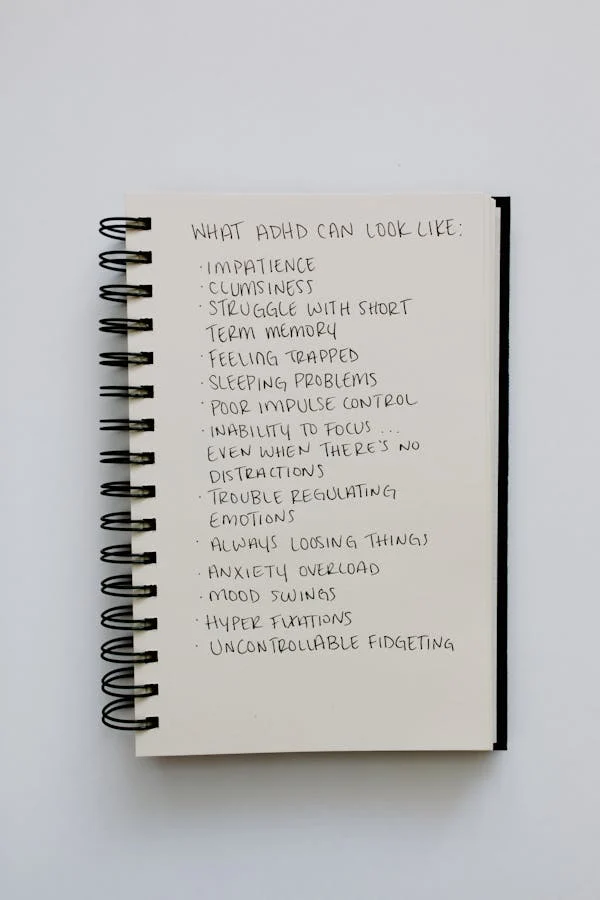 WHAT ADHD CAN LOOK LIKE:
· IMPATIENCE
· CLUMSINESS
· STRUGGLE WITH SHORT
TERM MEMORY
· FEELING TRAPPED
· SLEEPING PROBLEMS
· POOR IMPULSE CONTROL
· INABILITY TO FOCUS ...
EVEN WHEN THERE'S NO
DISTRACTIONS
· TROUBLE REGULATING
EMOTIONS
· ALWAYS LOOSING THINGS
· ANXIETY OVERLOAD
· MOOD SWINGS
· HYPER FIXATIONS
· UNCONTROLLABLE FIDGETING